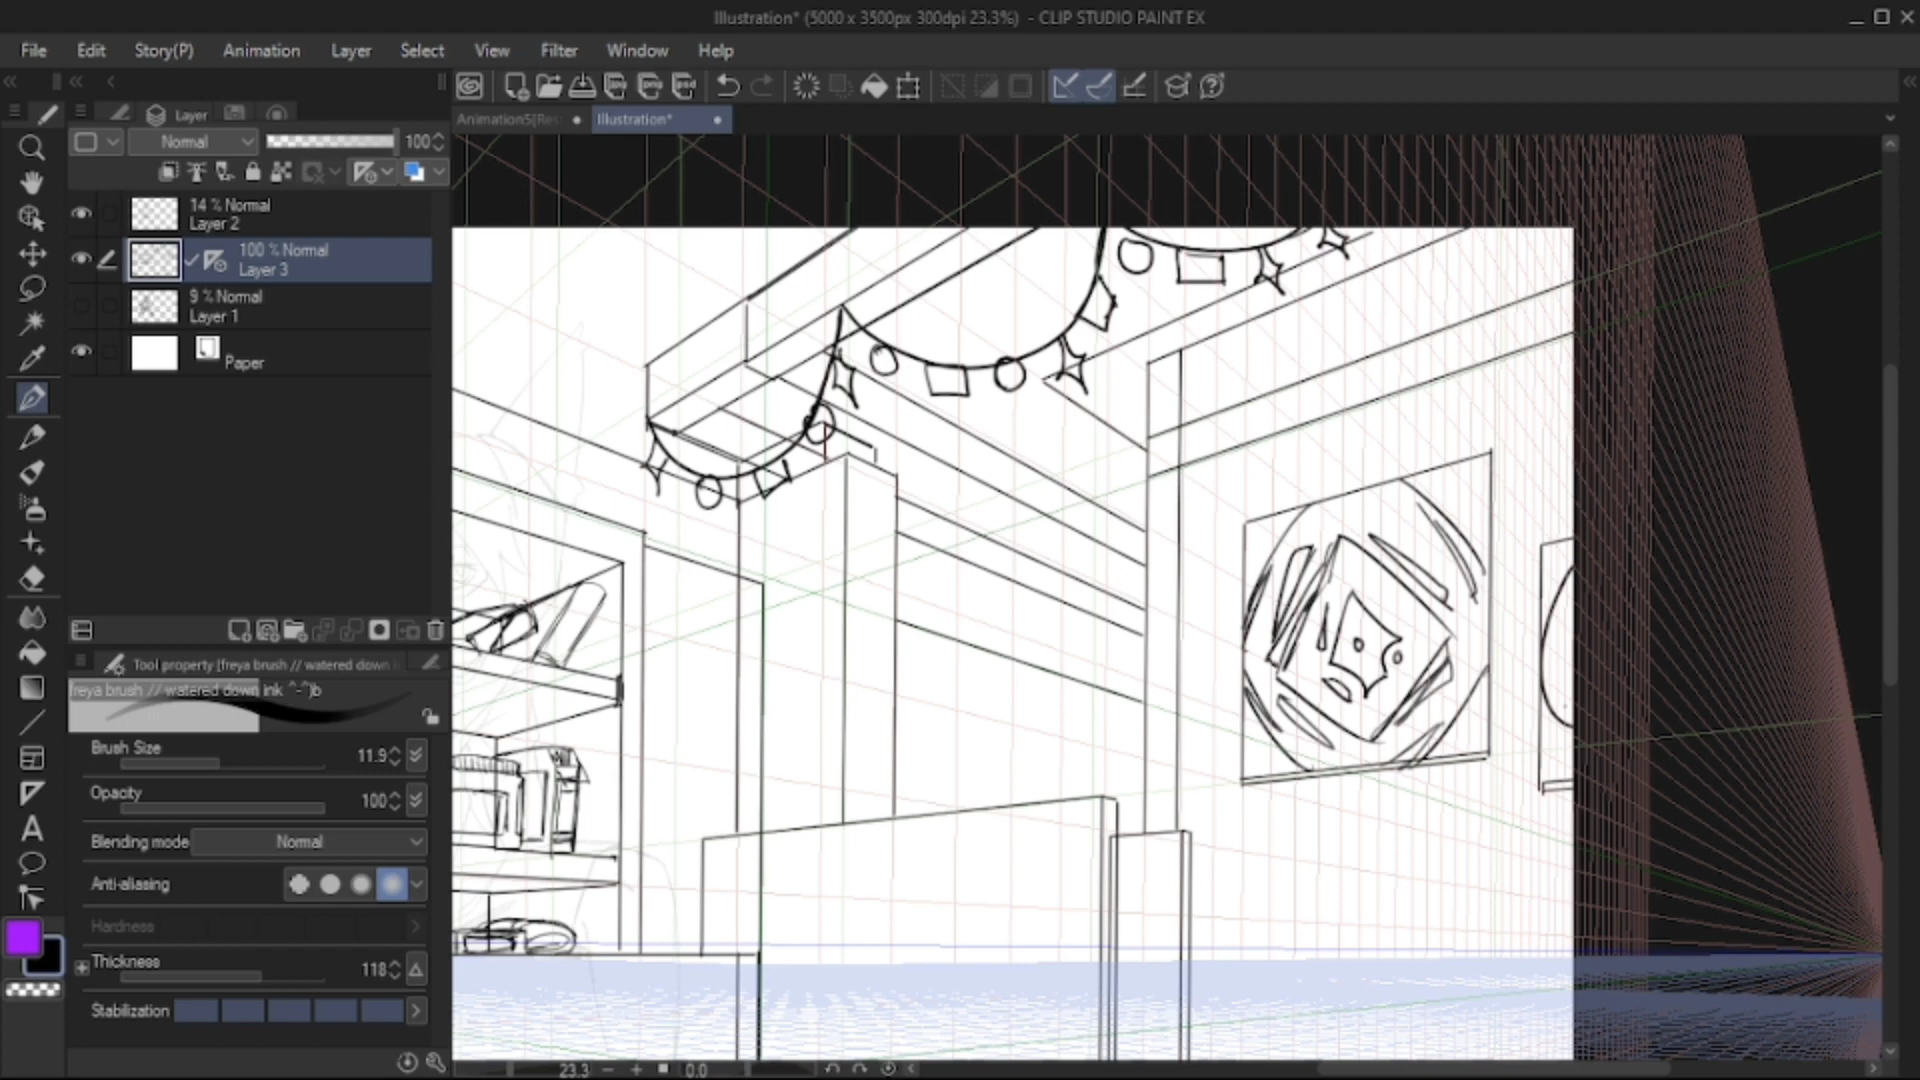 Illustration* (5000 x 3500px 300dpi 23.3%) - CLIP STUDIO PAINT EX
File Edit Story(P) Animation Layer Select View Filter Window Help
Layer
Animation5[Res
Illustration*
Normal 100
14 % Normal
Layer 2
100 % Normal
Layer 3
9 % Normal
Layer 1
Paper
Tool property [freya brush // watered down i
freya brush // watered down ink ^-^)b
Brush Size 11.9
Opacity 100
Blending mode Normal
Anti-aliasing
Hardness
Thickness 118
Stabilization
23.3 0.0